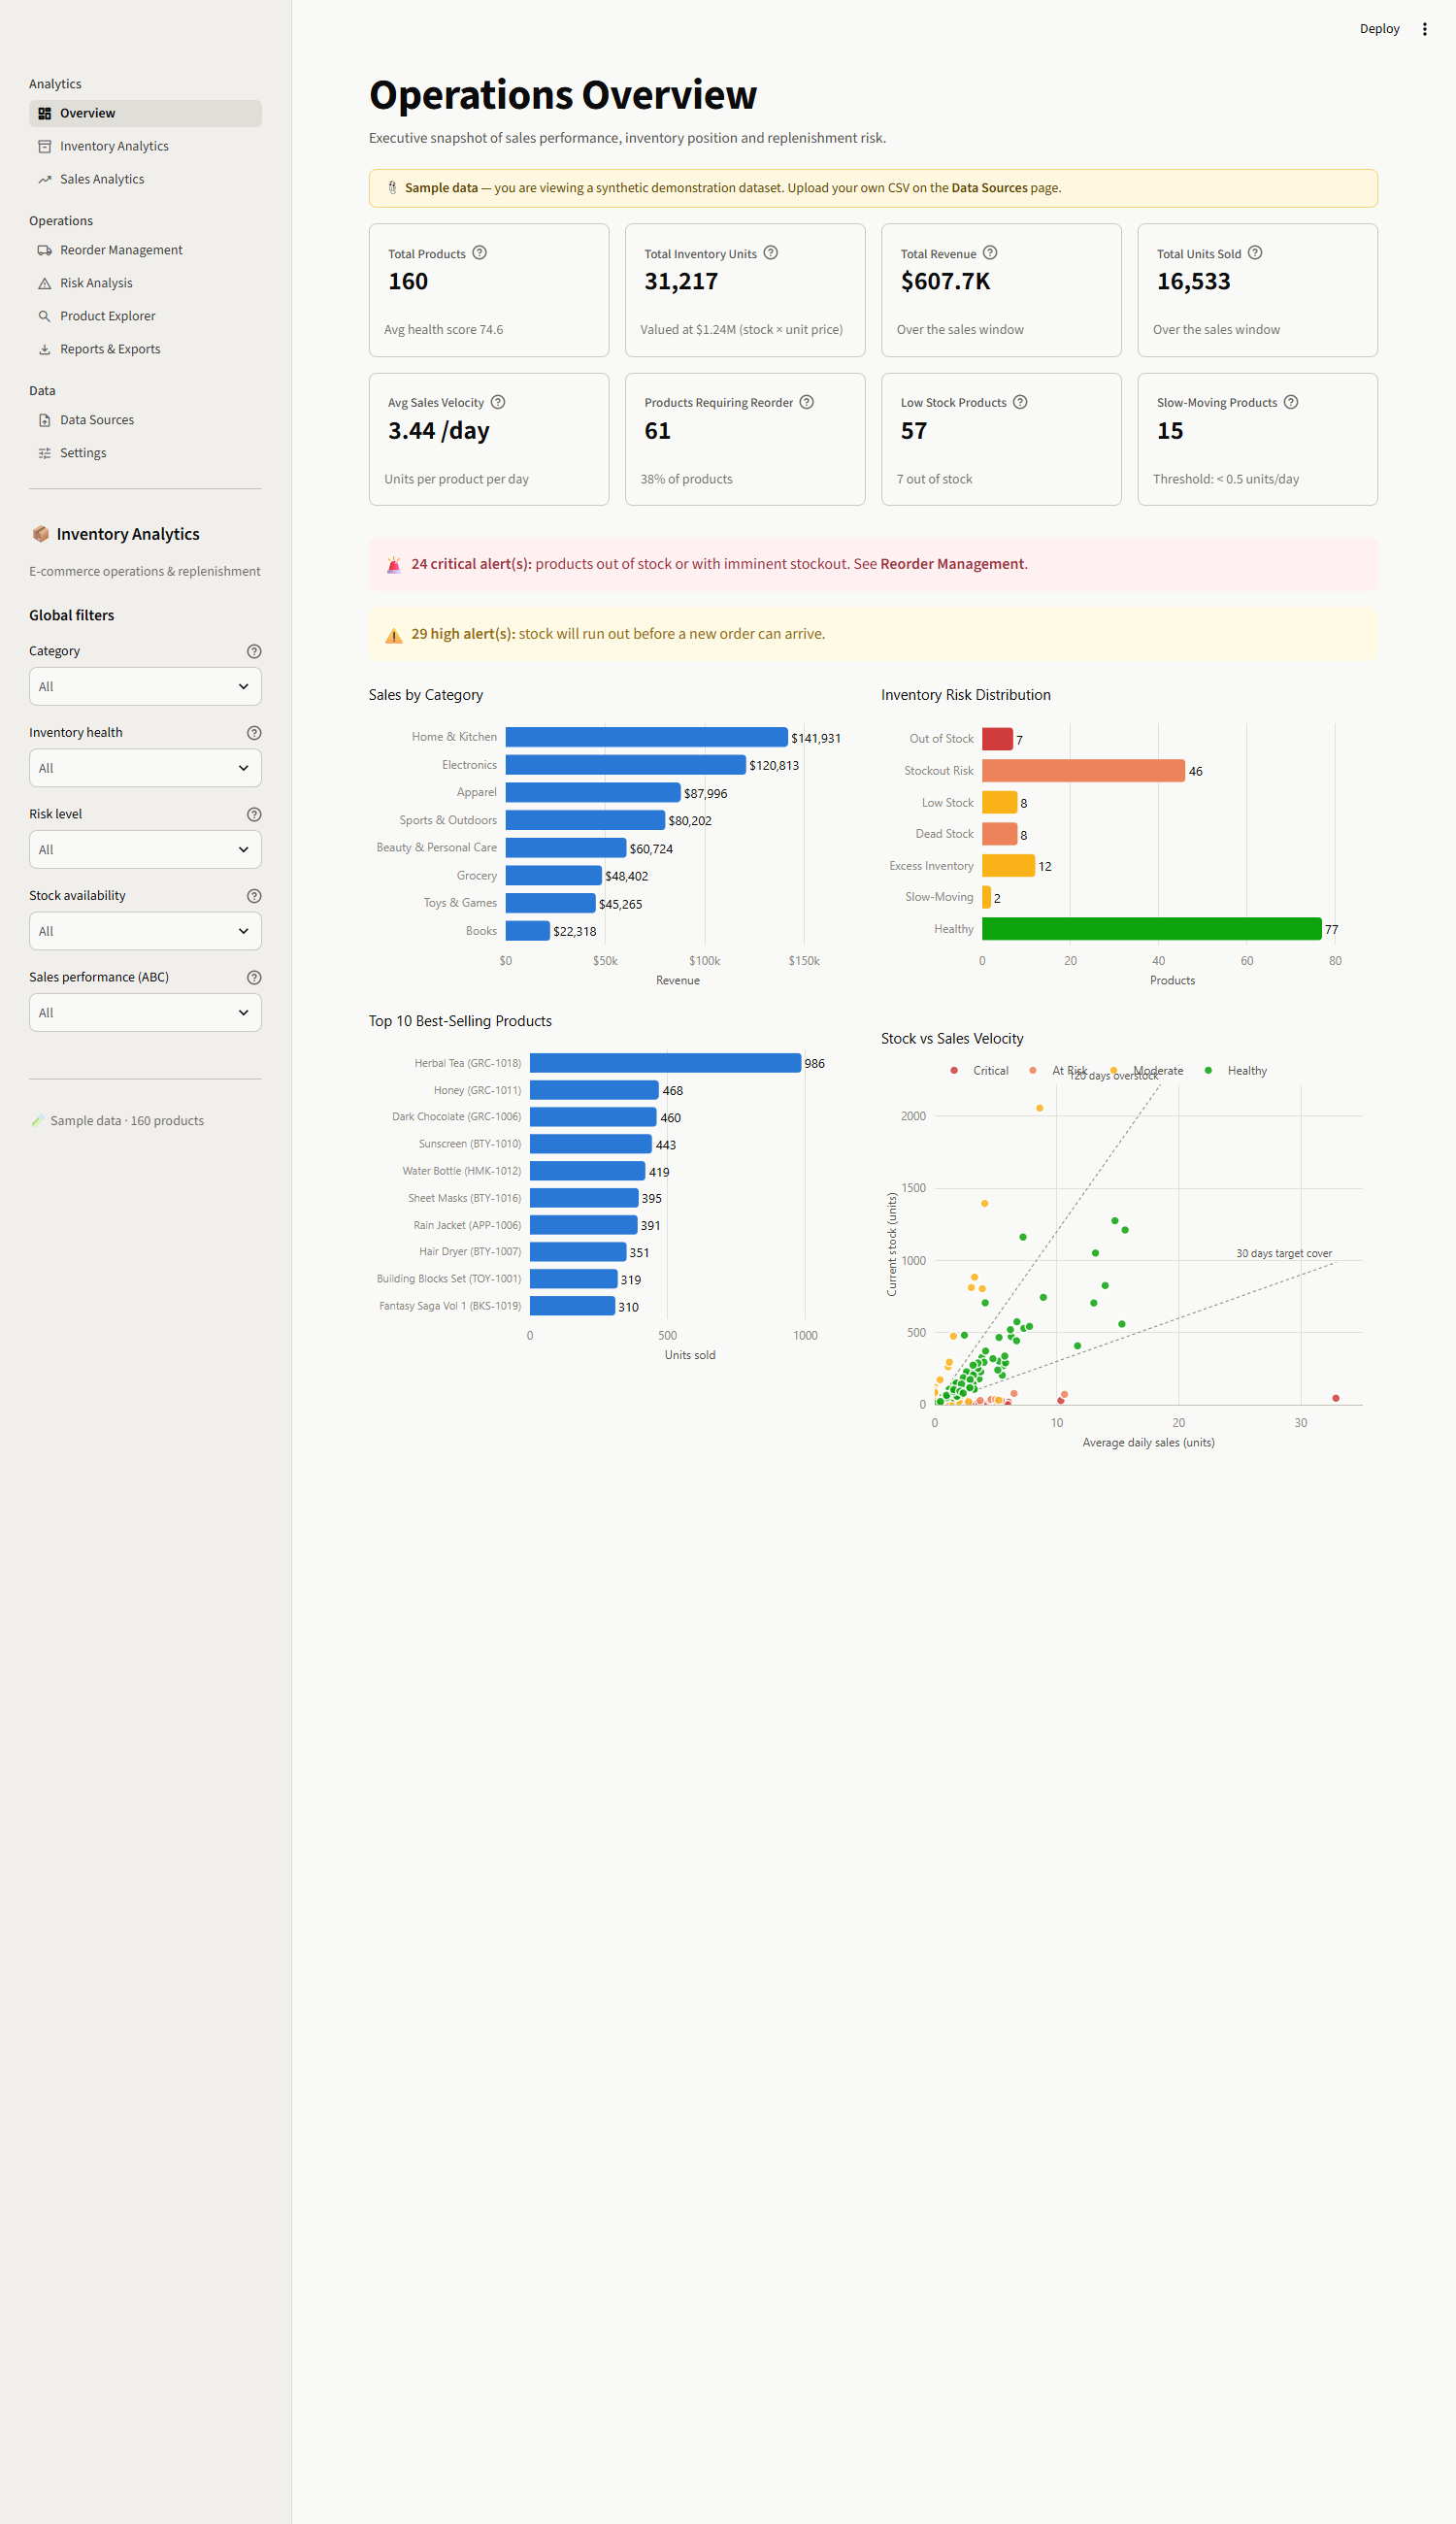 Deploy
Analytics
Overview
Inventory Analytics
Sales Analytics
Operations
Reorder Management
Risk Analysis
Product Explorer
Reports & Exports
Data
Data Sources
Settings
📦 Inventory Analytics
E-commerce operations & replenishment
Global filters
Category
All
Inventory health
All
Risk level
All
Stock availability
All
Sales performance (ABC)
All
Sample data · 160 products
Operations Overview
Executive snapshot of sales performance, inventory position and replenishment risk.
Sample data — you are viewing a synthetic demonstration dataset. Upload your own CSV on the Data Sources page.
Total Products
160
Avg health score 74.6
Total Inventory Units
31,217
Valued at $1.24M (stock × unit price)
Total Revenue
$607.7K
Over the sales window
Total Units Sold
16,533
Over the sales window
Avg Sales Velocity
3.44 /day
Units per product per day
Products Requiring Reorder
61
38% of products
Low Stock Products
57
7 out of stock
Slow-Moving Products
15
Threshold: < 0.5 units/day
🚨 24 critical alert(s): products out of stock or with imminent stockout. See Reorder Management.
⚠️ 29 high alert(s): stock will run out before a new order can arrive.
Sales by Category
Home & Kitchen $141,931
Electronics $120,813
Apparel $87,996
Sports & Outdoors $80,202
Beauty & Personal Care $60,724
Grocery $48,402
Toys & Games $45,265
Books $22,318
$0 $50k $100k $150k
Revenue
Inventory Risk Distribution
Out of Stock 7
Stockout Risk 46
Low Stock 8
Dead Stock 8
Excess Inventory 12
Slow-Moving 2
Healthy 77
0 20 40 60 80
Products
Top 10 Best-Selling Products
Herbal Tea (GRC-1018) 986
Honey (GRC-1011) 468
Dark Chocolate (GRC-1006) 460
Sunscreen (BTY-1010) 443
Water Bottle (HMK-1012) 419
Sheet Masks (BTY-1016) 395
Rain Jacket (APP-1006) 391
Hair Dryer (BTY-1007) 351
Building Blocks Set (TOY-1001) 319
Fantasy Saga Vol 1 (BKS-1019) 310
0 500 1000
Units sold
Stock vs Sales Velocity
Critical At Risk Moderate Healthy
120 days overstock
2000
1500
1000
500
0
Current stock (units)
30 days target cover
0 10 20 30
Average daily sales (units)